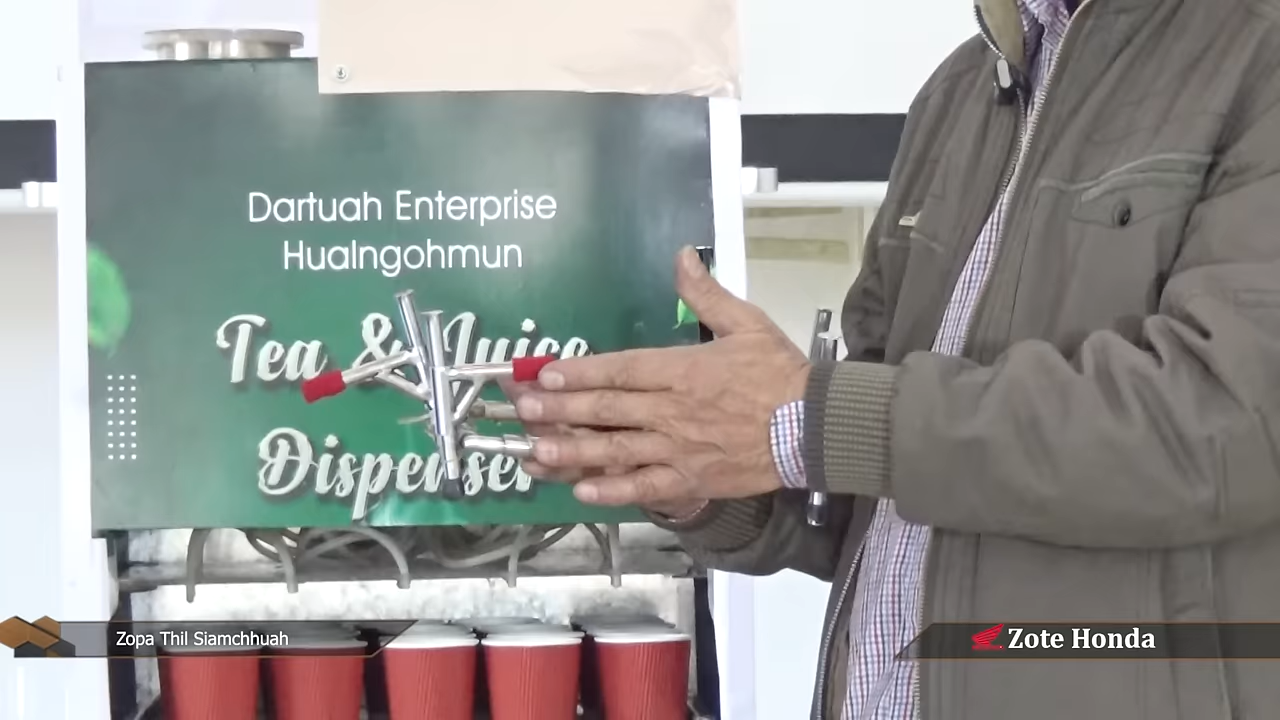 Dartuah Enterprise
Hualngohmun
Tea & Juice
Dispenser
Zopa Thil Siamchhuah
Zote Honda